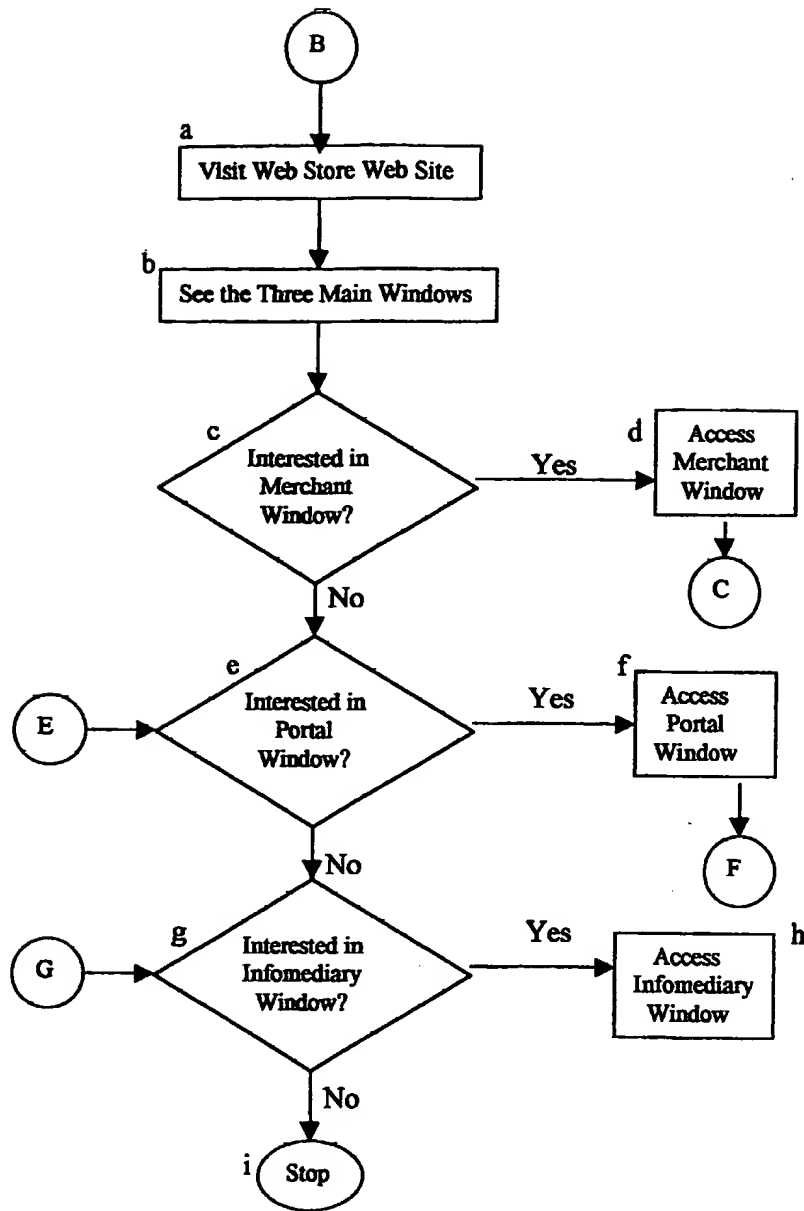 B
a
Visit Web Store Web Site
b
See the Three Main Windows
c
Interested in
Merchant
Window?
Yes
d
Access
Merchant
Window
C
No
e
E
Interested in
Portal
Window?
Yes
f
Access
Portal
Window
F
No
g
G
Interested in
Infomediary
Window?
Yes
Access
Infomediary
Window
h
No
i
Stop